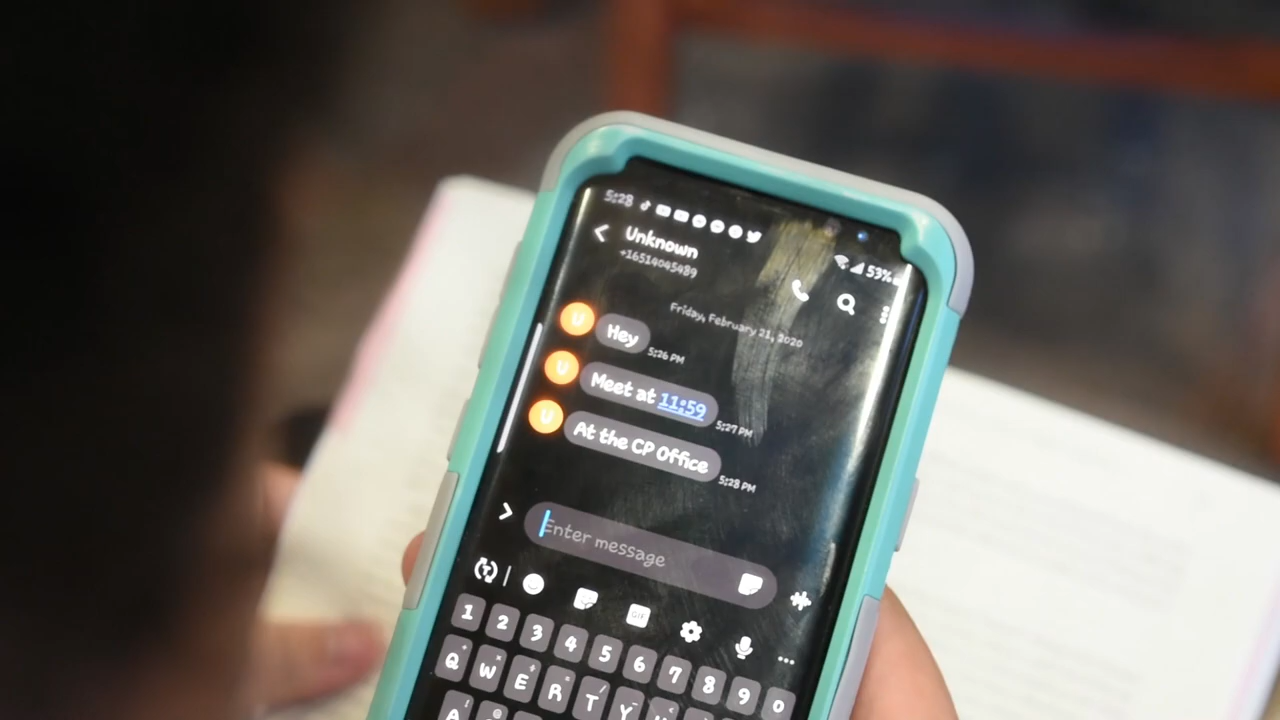 5:28
53%
Unknown
+16514045489
Friday, February 21, 2020
U
Hey
5:26 PM
U
Meet at 11:59
5:27 PM
U
At the CP Office
5:28 PM
Enter message
GIF
1 2 3 4 5 6 7 8 9 0
Q W E R T Y
A